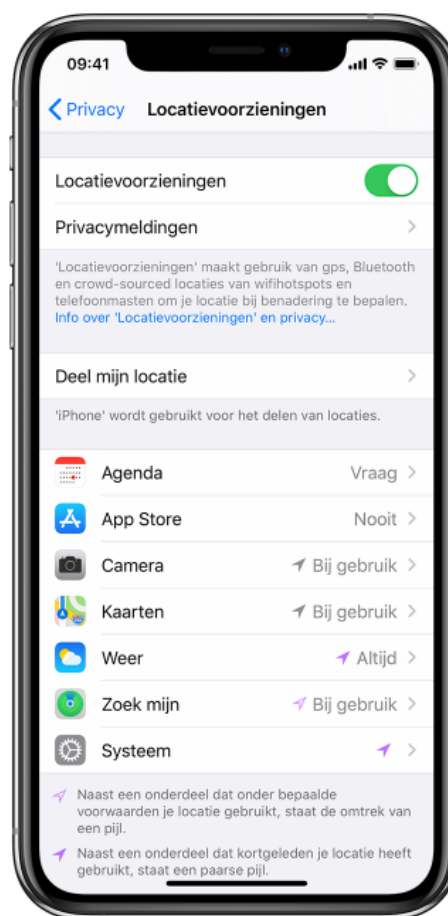 09:41
Privacy Locatievoorzieningen
Locatievoorzieningen
Privacymeldingen
'Locatievoorzieningen' maakt gebruik van gps, Bluetooth
en crowd-sourced locaties van wifihotspots en
telefoonmasten om je locatie bij benadering te bepalen.
Info over 'Locatievoorzieningen' en privacy...
Deel mijn locatie
'iPhone' wordt gebruikt voor het delen van locaties.
Agenda Vraag
App Store Nooit
Camera Bij gebruik
Kaarten Bij gebruik
Weer Altijd
Zoek mijn Bij gebruik
Systeem
Naast een onderdeel dat onder bepaalde
voorwaarden je locatie gebruikt, staat de omtrek van
een pijl.
Naast een onderdeel dat kortgeleden je locatie heeft
gebruikt, staat een paarse pijl.